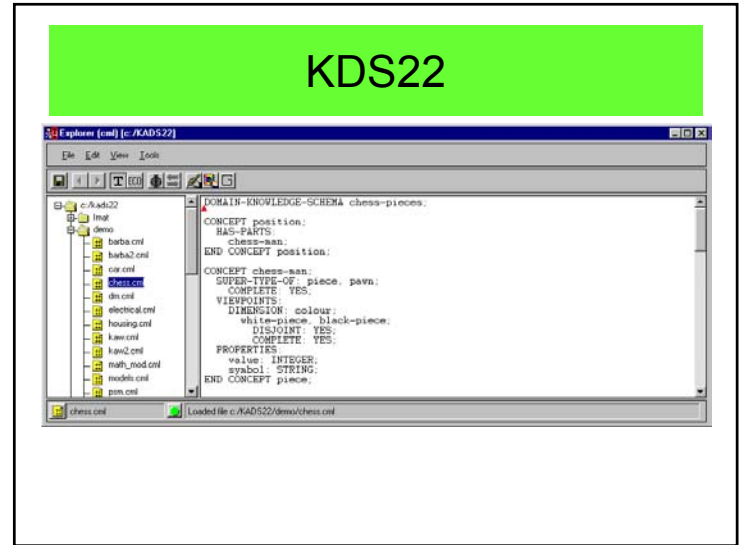 KDS22
Explorer (cml) [c:/KADS22]
File Edit View Tools
T ECO G
c:/kads22
lmat
demo
barba.cml
barba2.cml
car.cml
chess.cml
dm.cml
electrical.cml
housing.cml
kaw.cml
kaw2.cml
math_mod.cml
models.cml
psm.cml
DOMAIN-KNOWLEDGE-SCHEMA chess-pieces;
CONCEPT position;
HAS-PARTS:
chess-man;
END CONCEPT position;
CONCEPT chess-man;
SUPER-TYPE-OF: piece, pawn;
COMPLETE: YES;
VIEWPOINTS:
DIMENSION: colour;
white-piece, black-piece;
DISJOINT: YES;
COMPLETE: YES;
PROPERTIES:
value: INTEGER;
symbol: STRING;
END CONCEPT piece;
chess.cml
Loaded file c:/KADS22/demo/chess.cml